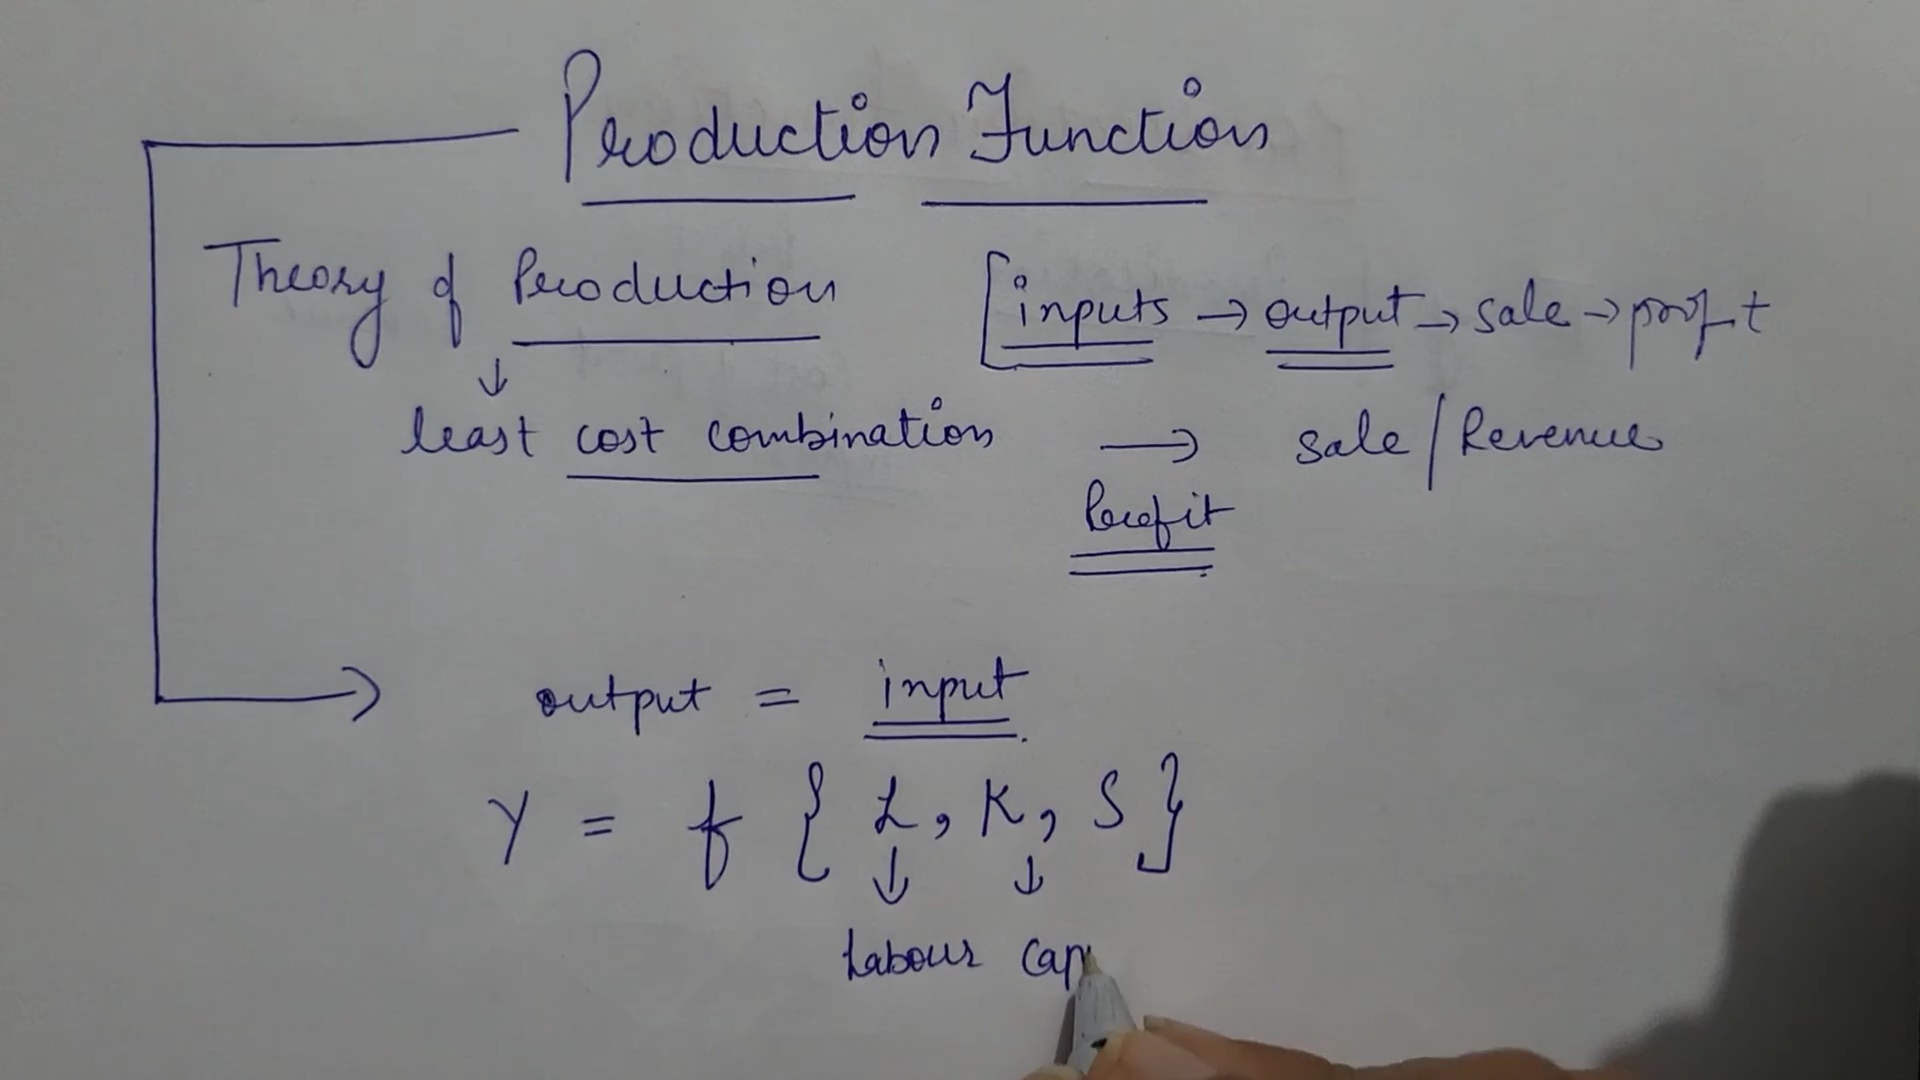 Production Function
Theory of Production
[inputs → output → sale → profit
↓
least cost combination → sale / Revenue
Profit
output = input
Y = f { L, K, S }
↓ ↓
Labour Cap